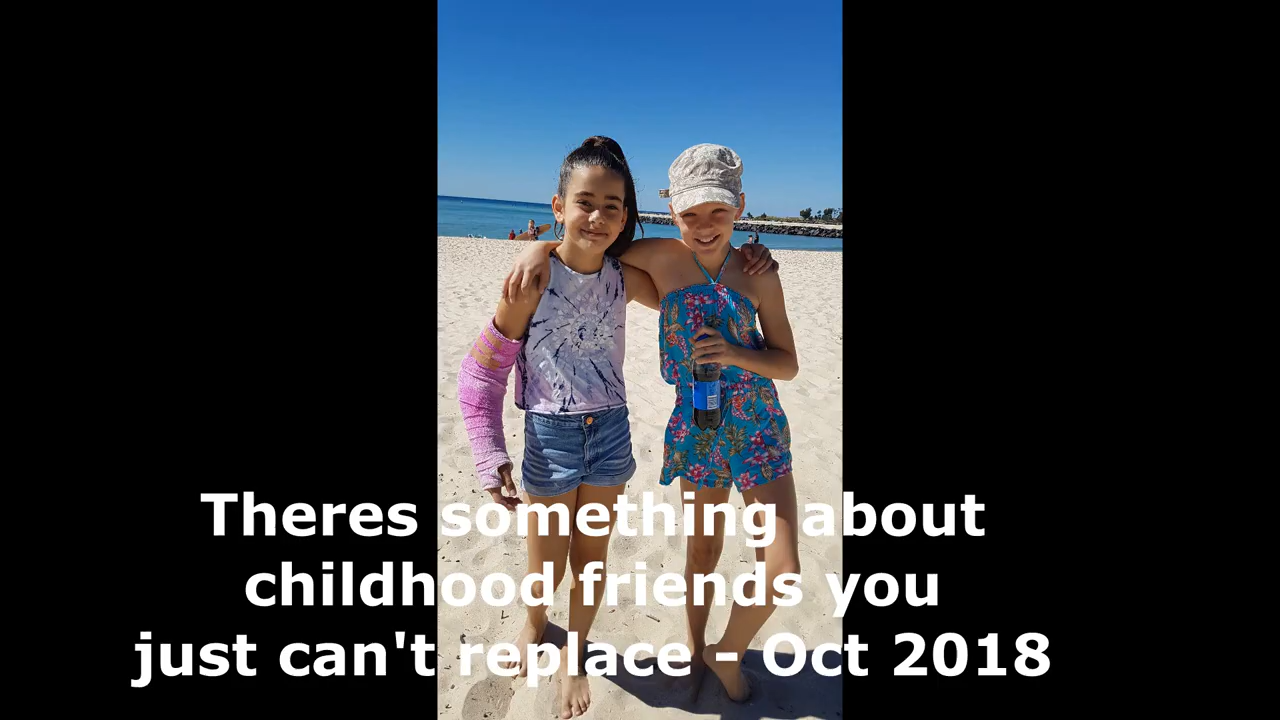 Theres something about
childhood friends you
just can't replace - Oct 2018